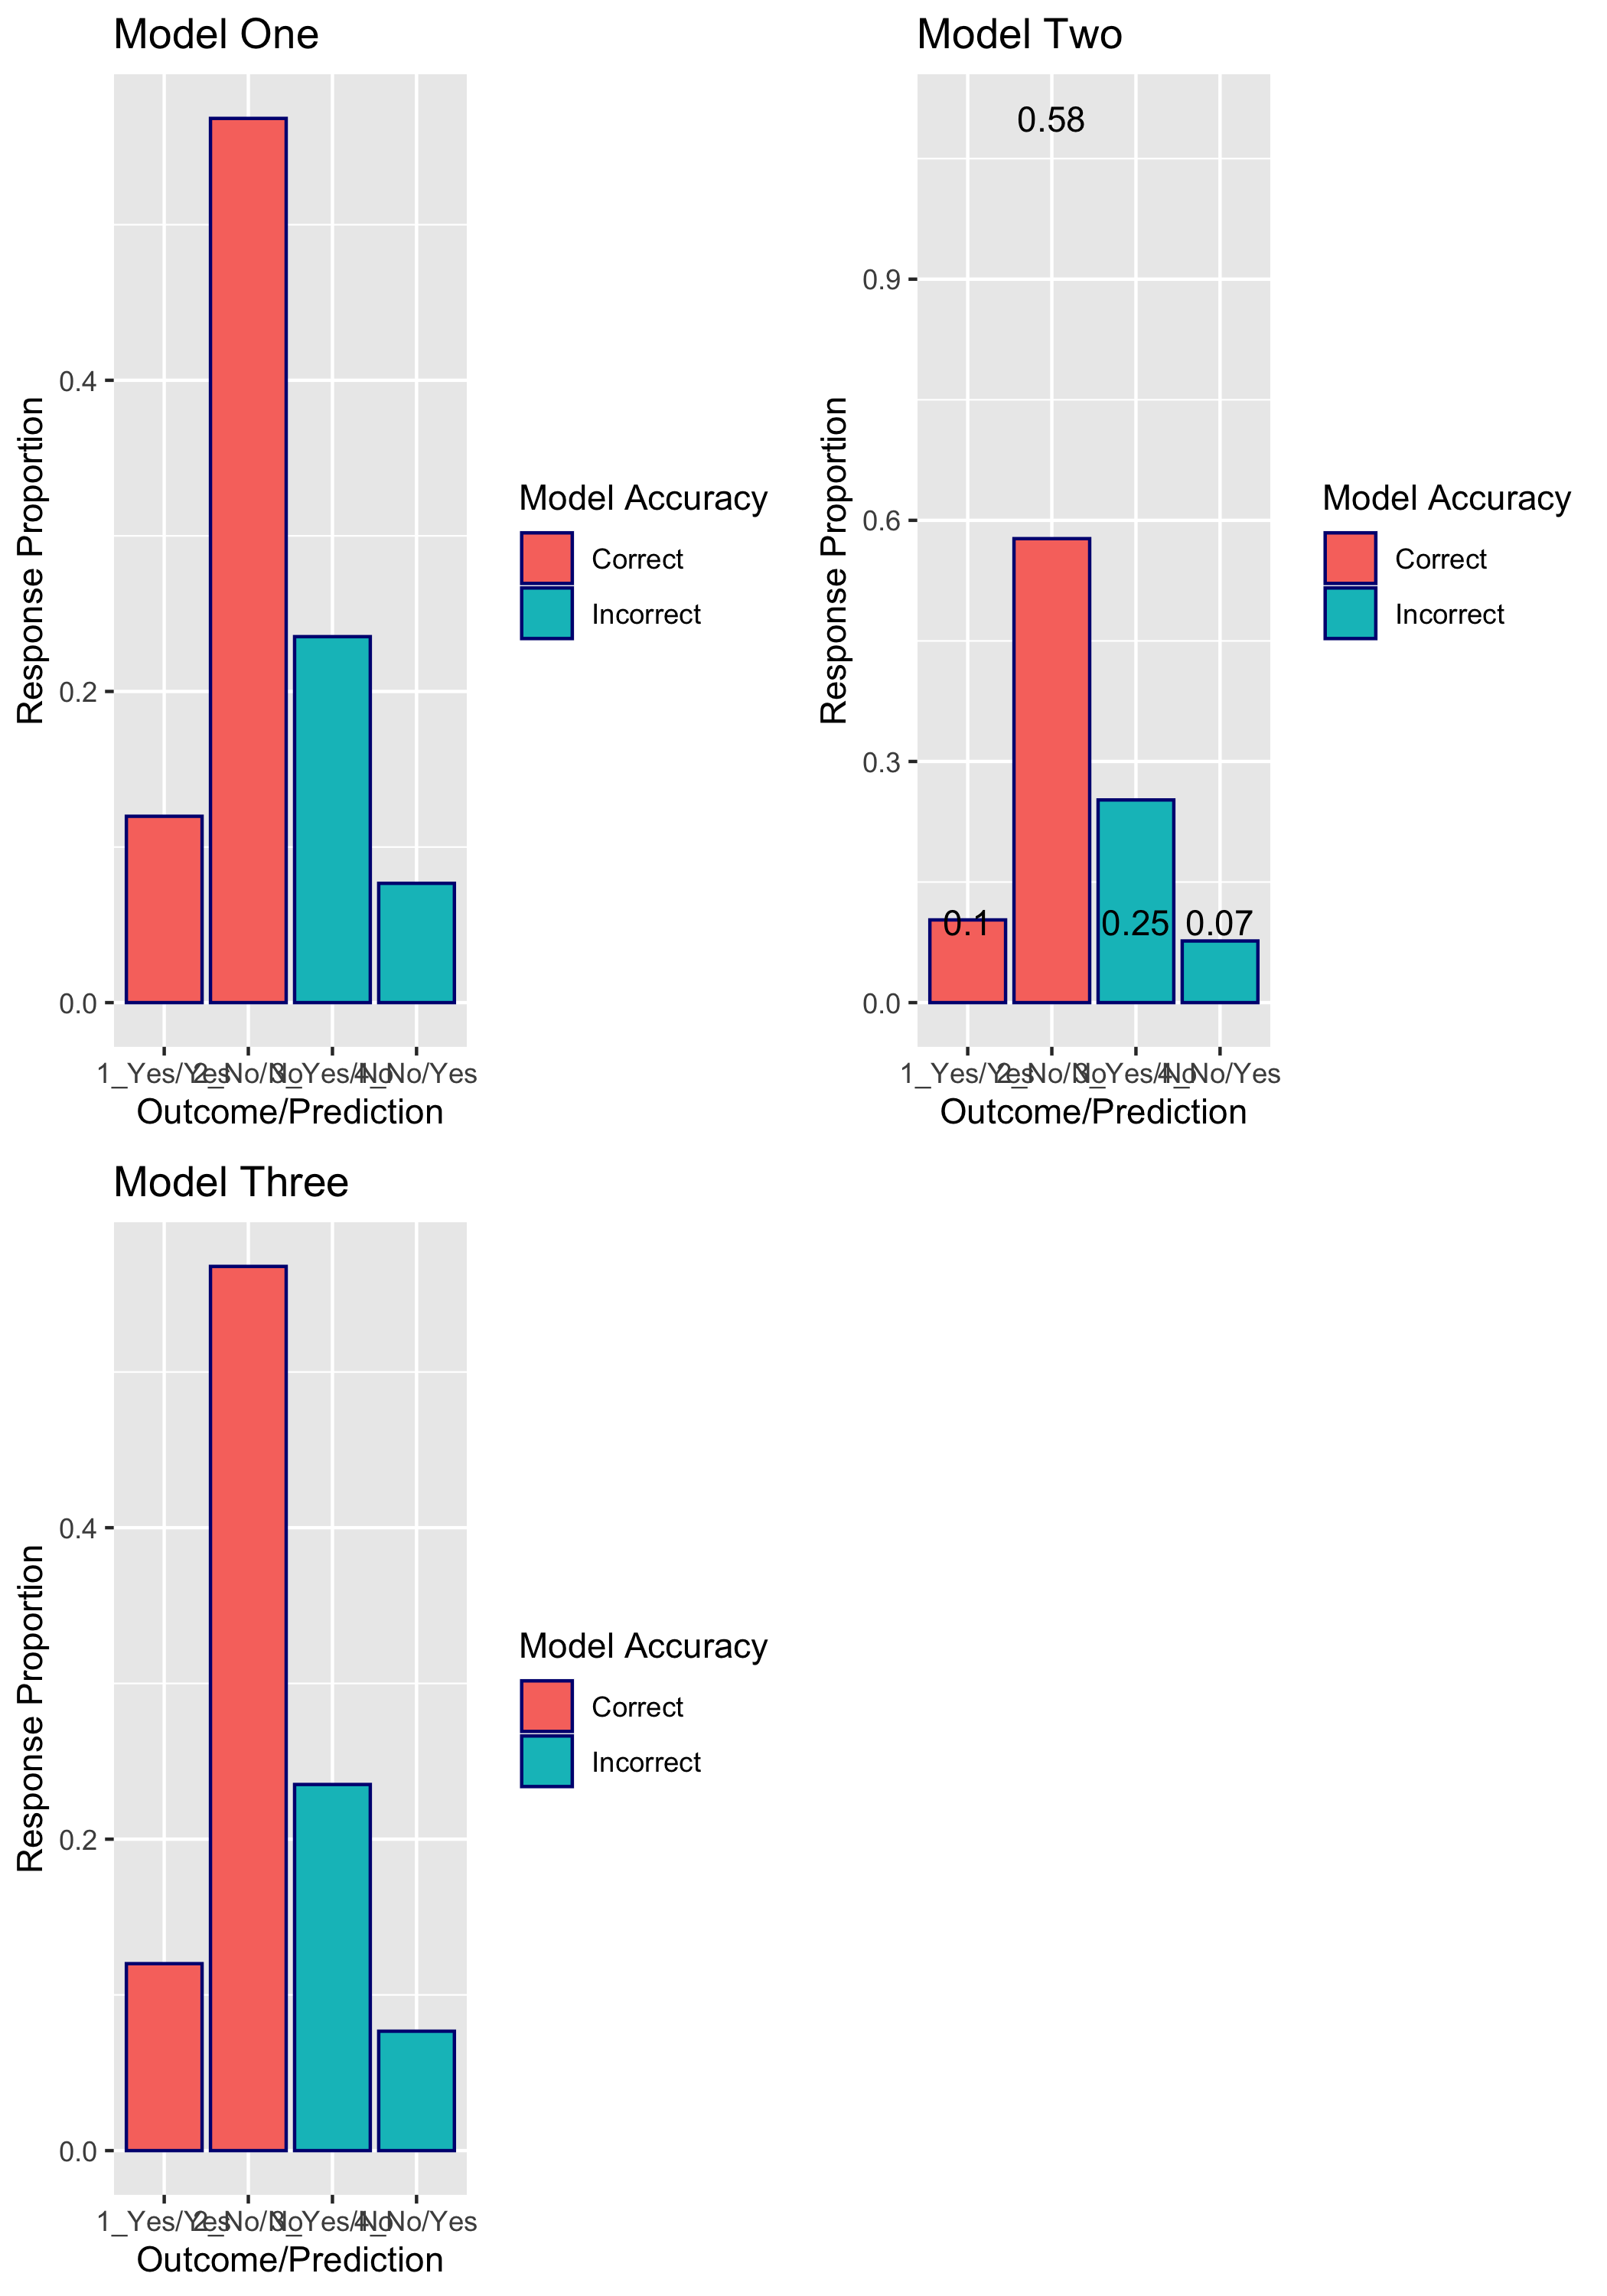 Model One
Response Proportion
0.4
0.2
0.0
1_Yes/Yes 2_No/No 3_Yes/No 4_No/Yes
Outcome/Prediction
Model Accuracy
Correct
Incorrect
Model Two
Response Proportion
0.9
0.6
0.3
0.0
0.58
0.1 0.25 0.07
1_Yes/Yes 2_No/No 3_Yes/No 4_No/Yes
Outcome/Prediction
Model Accuracy
Correct
Incorrect
Model Three
Response Proportion
0.4
0.2
0.0
1_Yes/Yes 2_No/No 3_Yes/No 4_No/Yes
Outcome/Prediction
Model Accuracy
Correct
Incorrect